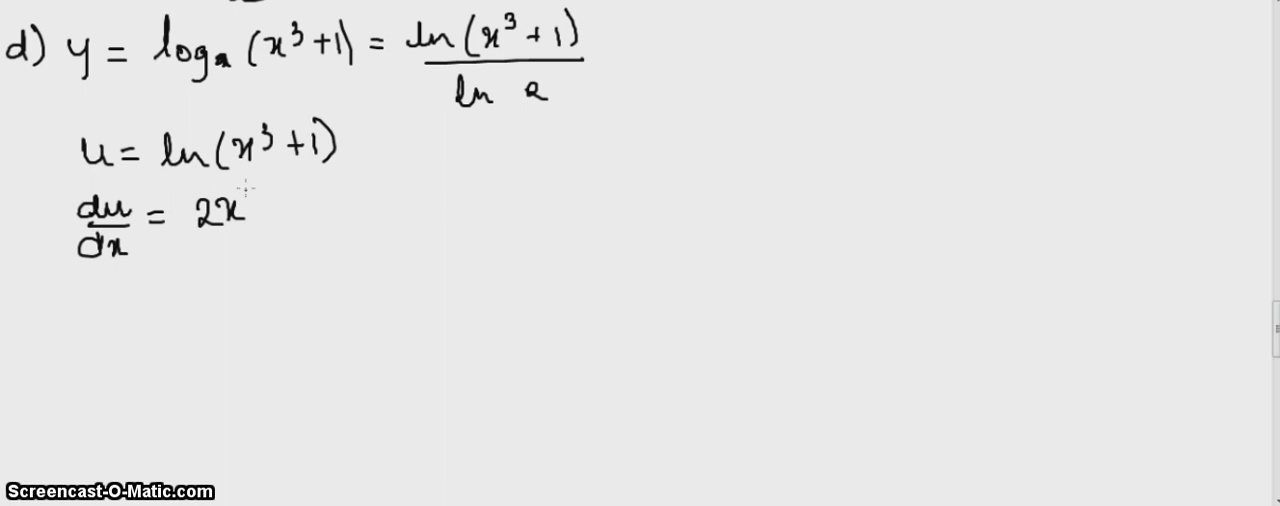 d) y = logₐ (x³+1) = ln (x³+1) / ln a
u = ln(x³+1)
du/dx = 2x
Screencast-O-Matic.com